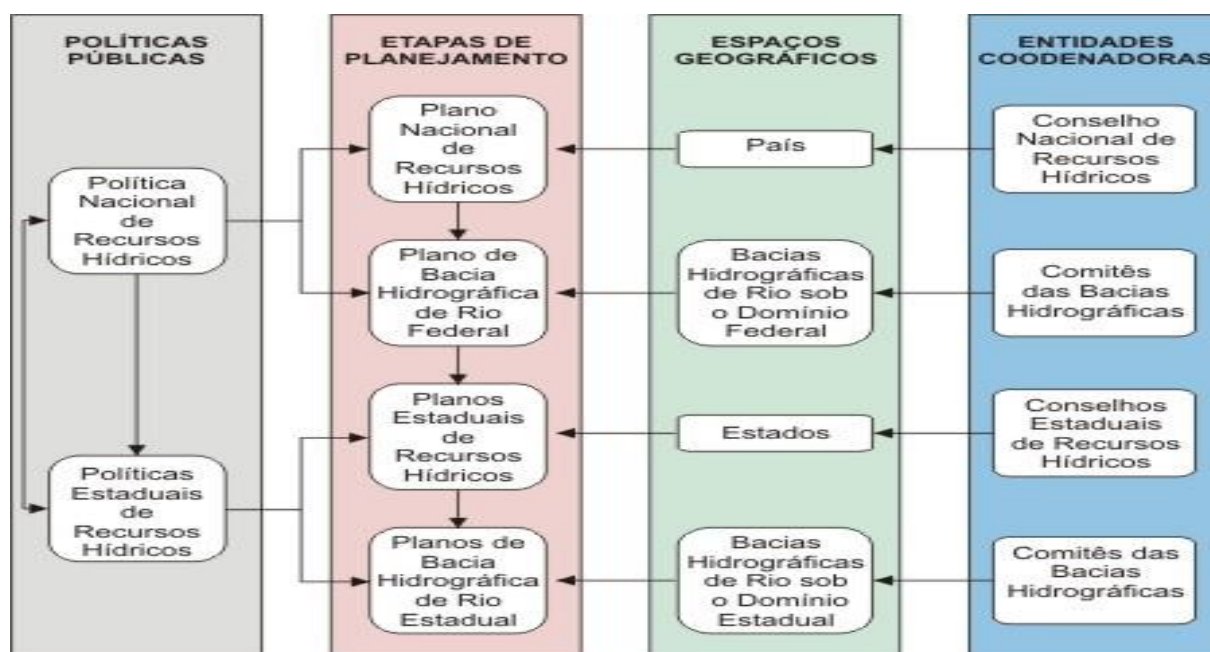 POLÍTICAS
PÚBLICAS
Política
Nacional
de
Recursos
Hídricos
Políticas
Estaduais
de
Recursos
Hídricos
ETAPAS DE
PLANEJAMENTO
Plano
Nacional
de
Recursos
Hídricos
Plano de
Bacia
Hidrográfica
de Rio
Federal
Planos
Estaduais
de
Recursos
Hídricos
Planos de
Bacia
Hidrográfica
de Rio
Estadual
ESPAÇOS
GEOGRÁFICOS
País
Bacias
Hidrográficas
de Rio sob
o Domínio
Federal
Estados
Bacias
Hidrográficas
de Rio sob
o Domínio
Estadual
ENTIDADES
COODENADORAS
Conselho
Nacional de
Recursos
Hídricos
Comitês
das Bacias
Hidrográficas
Conselhos
Estaduais
de Recursos
Hídricos
Comitês das
Bacias
Hidrográficas